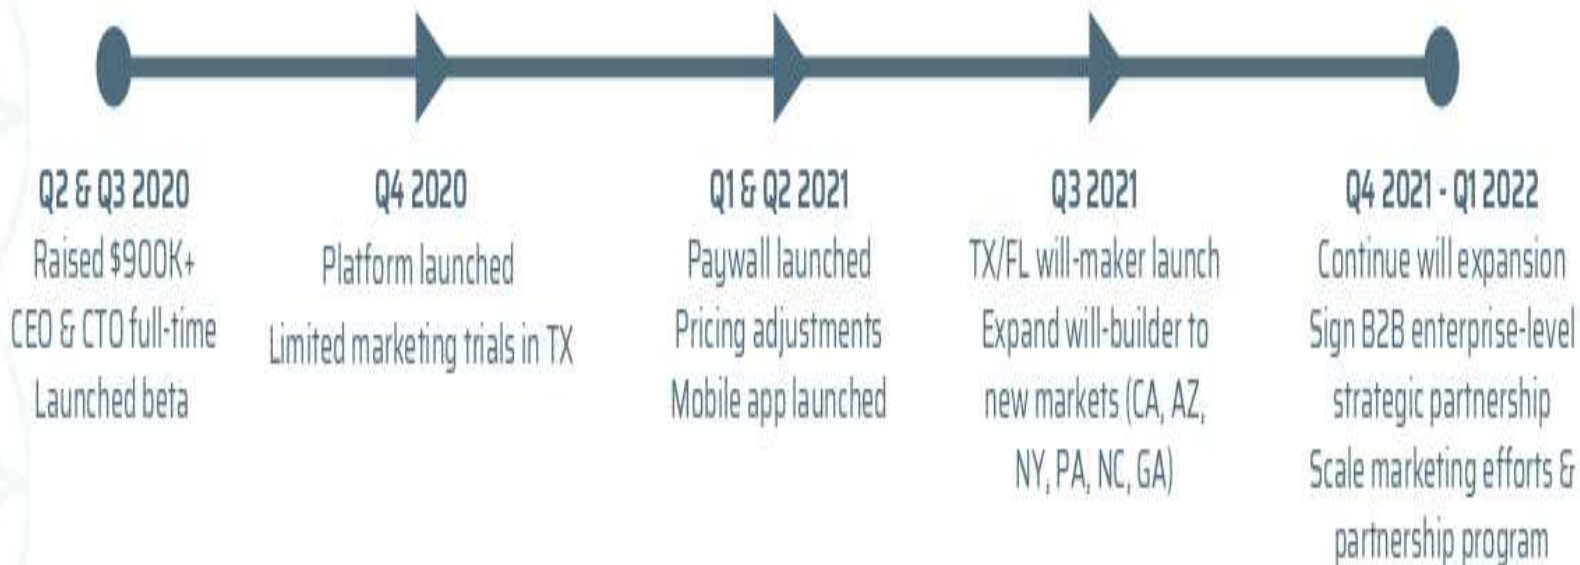 Q2 & Q3 2020
Raised $900K+
CEO & CTO full-time
Launched beta
Q4 2020
Platform launched
Limited marketing trials in TX
Q1 & Q2 2021
Paywall launched
Pricing adjustments
Mobile app launched
Q3 2021
TX/FL will-maker launch
Expand will-builder to
new markets (CA, AZ,
NY, PA, NC, GA)
Q4 2021 - Q1 2022
Continue will expansion
Sign B2B enterprise-level
strategic partnership
Scale marketing efforts &
partnership program